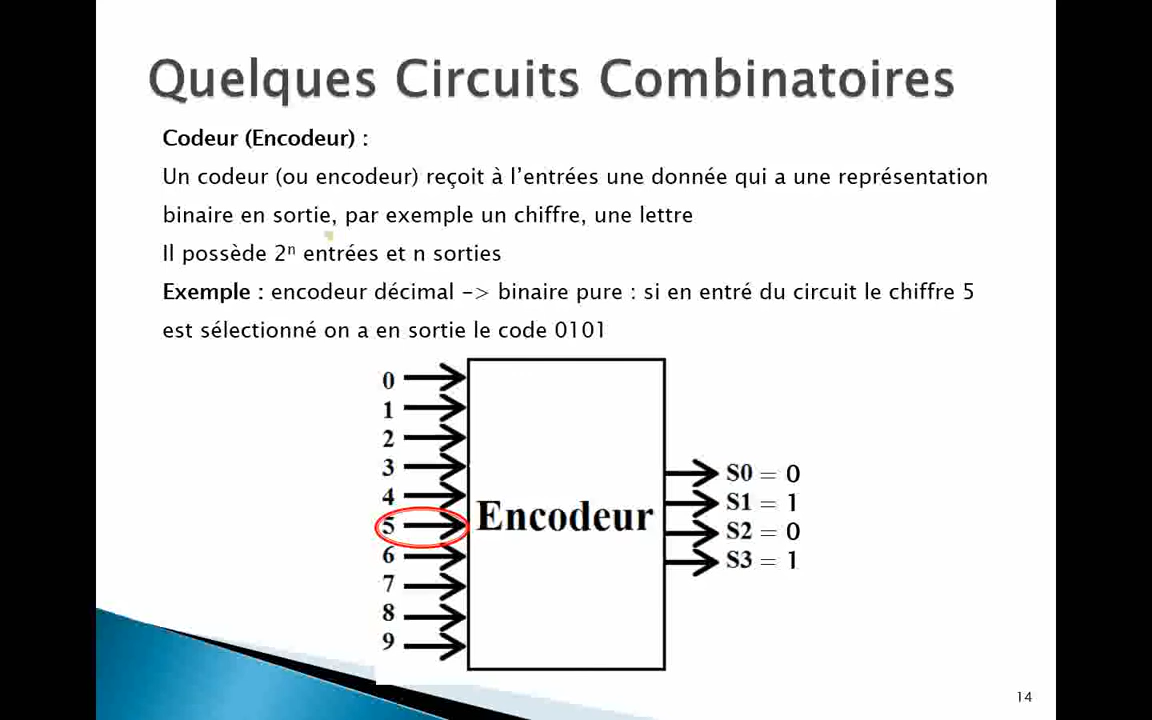 Quelques Circuits Combinatoires
Codeur (Encodeur) :
Un codeur (ou encodeur) reçoit à l’entrées une donnée qui a une représentation
binaire en sortie, par exemple un chiffre, une lettre
Il possède 2ⁿ entrées et n sorties
Exemple : encodeur décimal -> binaire pure : si en entré du circuit le chiffre 5
est sélectionné on a en sortie le code 0101
0
1
2
3
4
5
6
7
8
9
Encodeur
S0 = 0
S1 = 1
S2 = 0
S3 = 1
14